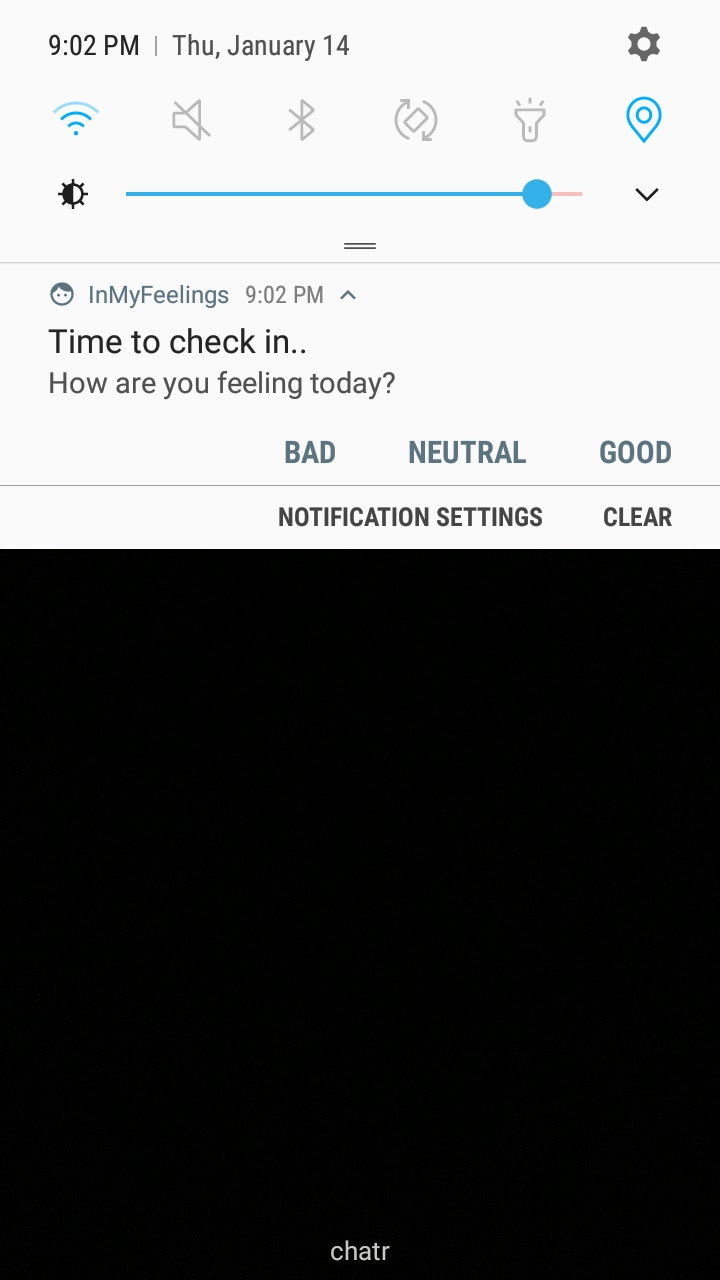 9:02 PM | Thu, January 14
InMyFeelings 9:02 PM
Time to check in..
How are you feeling today?
BAD NEUTRAL GOOD
NOTIFICATION SETTINGS CLEAR
chatr